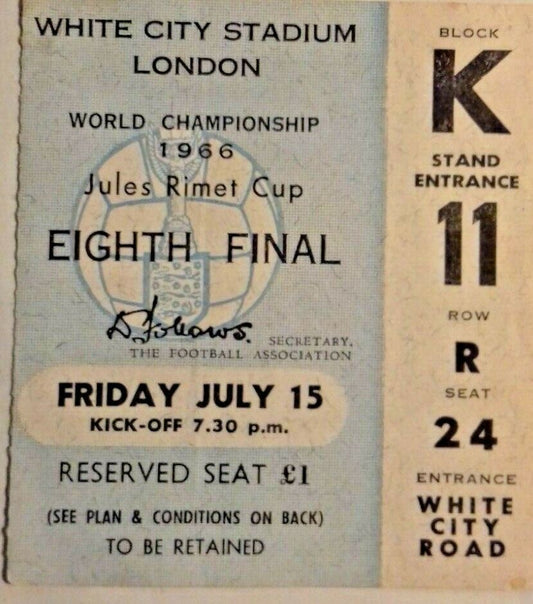 WHITE CITY STADIUM
LONDON
WORLD CHAMPIONSHIP
1966
Jules Rimet Cup
EIGHTH FINAL
D. Follows.
SECRETARY,
THE FOOTBALL ASSOCIATION
FRIDAY JULY 15
KICK-OFF 7.30 p.m.
RESERVED SEAT £1
(SEE PLAN & CONDITIONS ON BACK)
TO BE RETAINED
BLOCK
K
STAND
ENTRANCE
11
ROW
R
SEAT
24
ENTRANCE
WHITE
CITY
ROAD